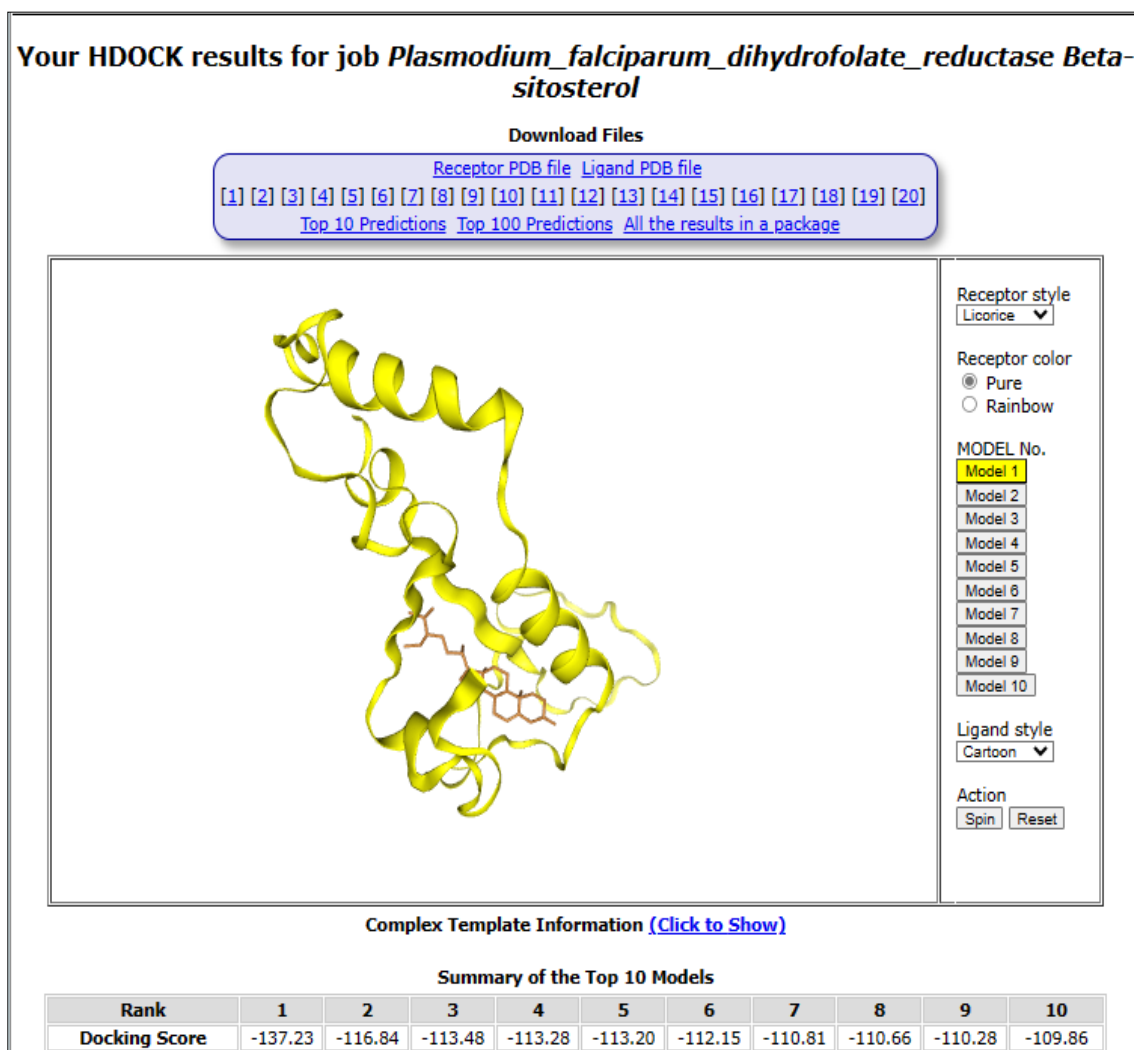 Your HDOCK results for job Plasmodium_falciparum_dihydrofolate_reductase Beta-
sitosterol
Download Files
Receptor PDB file Ligand PDB file
[1] [2] [3] [4] [5] [6] [7] [8] [9] [10] [11] [12] [13] [14] [15] [16] [17] [18] [19] [20]
Top 10 Predictions Top 100 Predictions All the results in a package
Receptor style
Licorice
Receptor color
Pure
Rainbow
MODEL No.
Model 1
Model 2
Model 3
Model 4
Model 5
Model 6
Model 7
Model 8
Model 9
Model 10
Ligand style
Cartoon
Action
Spin Reset
Complex Template Information (Click to Show)
Summary of the Top 10 Models
Rank 1 2 3 4 5 6 7 8 9 10
Docking Score -137.23 -116.84 -113.48 -113.28 -113.20 -112.15 -110.81 -110.66 -110.28 -109.86